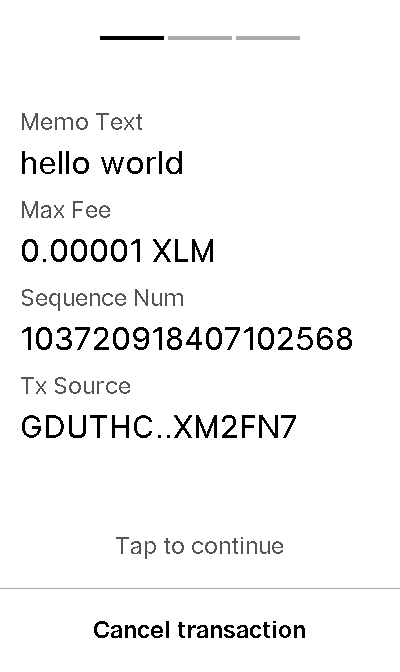 Memo Text
hello world
Max Fee
0.00001 XLM
Sequence Num
103720918407102568
Tx Source
GDUTHC..XM2FN7
Tap to continue
Cancel transaction